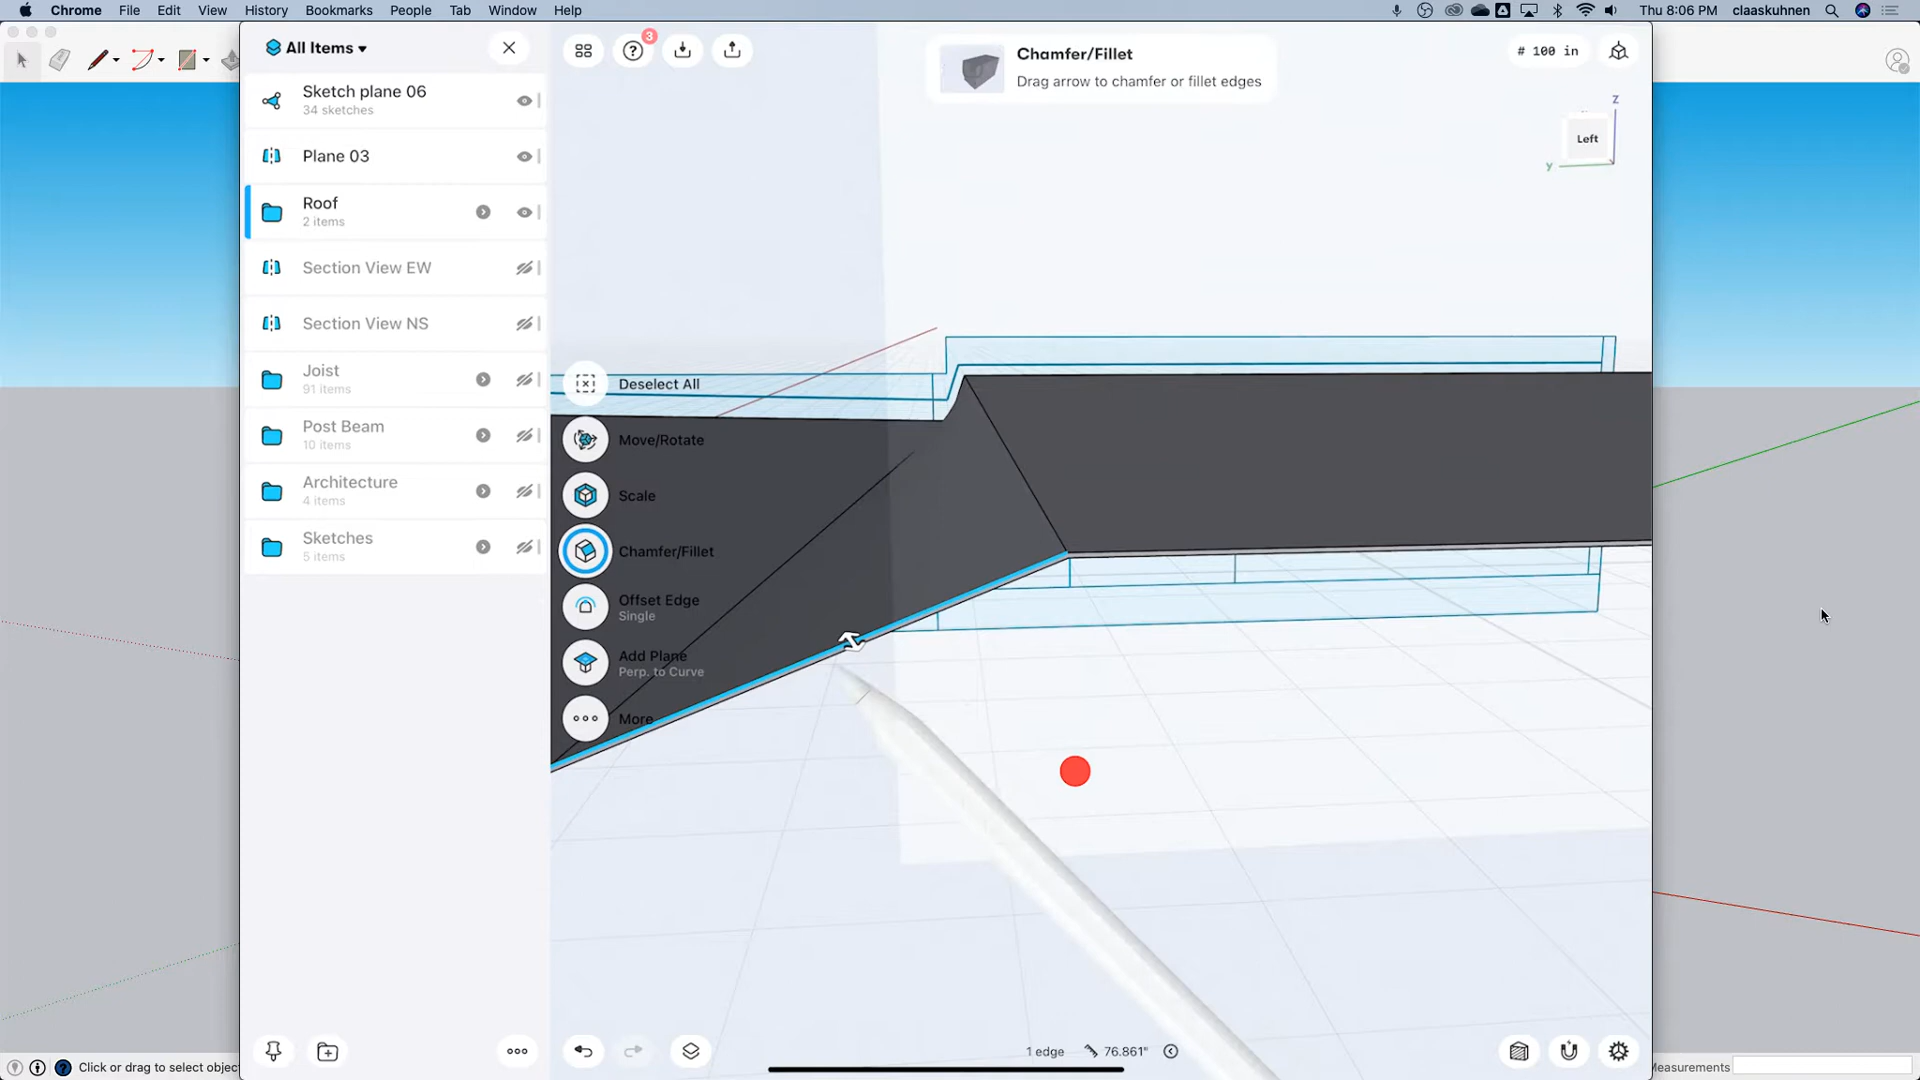 Chrome File Edit View History Bookmarks People Tab Window Help
Thu 8:06 PM claaskuhnen
All Items
3
Chamfer/Fillet
Drag arrow to chamfer or fillet edges
# 100 in
Sketch plane 06
34 sketches
Z
Left
Y
Plane 03
Roof
2 items
Section View EW
Section View NS
Joist
91 items
Deselect All
Post Beam
10 items
Move/Rotate
Architecture
4 items
Scale
Sketches
5 items
Chamfer/Fillet
Offset Edge
Single
Add Plane
Perp. to Curve
More
1 edge 76.861"
Click or drag to select objec
Measurements